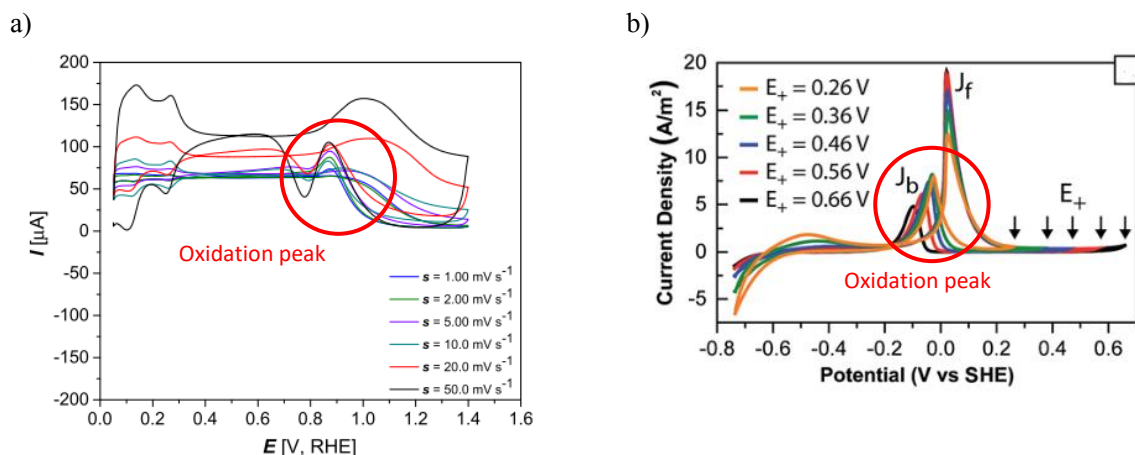 a)
200
150
100
50
0
50
-100
-150
-200
0.0 0.2 0.4 0.6 0.8 1.0 1.2 1.4 1.6
I [µA]
E [V, RHE]
Oxidation peak
s = 1.00 mV s⁻¹
s = 2.00 mV s⁻¹
s = 5.00 mV s⁻¹
s = 10.0 mV s⁻¹
s = 20.0 mV s⁻¹
s = 50.0 mV s⁻¹
b)
20
15
10
5
0
-5
-0.8 -0.6 -0.4 -0.2 0.0 0.2 0.4 0.6
Current Density (A/m²)
Potential (V vs SHE)
E₊ = 0.26 V
E₊ = 0.36 V
E₊ = 0.46 V
E₊ = 0.56 V
E₊ = 0.66 V
J_f
J_b
E₊
Oxidation peak